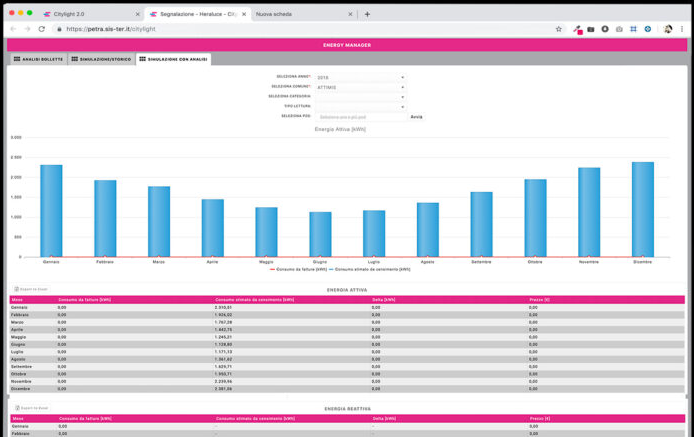 Citylight 2.0
Segnalazione - Heraluce - City
Nuova scheda
https://petra.sis-ter.it/citylight
ENERGY MANAGER
ANALISI BOLLETTE
SIMULAZIONE/STORICO
SIMULAZIONE CON ANALISI
SELEZIONA ANNO*: 2018
SELEZIONA COMUNE*: ATTIMIS
SELEZIONA CATEGORIA:
TIPO LETTURA:
SELEZIONA POD: Seleziona uno o più pod Avvia
Energia Attiva [kWh]
3.000
2.500
2.000
1.500
1.000
500
0
Gennaio Febbraio Marzo Aprile Maggio Giugno Luglio Agosto Settembre Ottobre Novembre Dicembre
Consumo da fatture [kWh] Consumo stimato da censimento [kWh]
Export to Excel
ENERGIA ATTIVA
Mese Consumo da fatture [kWh] Consumo stimato da censimento [kWh] Delta [kWh] Prezzo [€]
Gennaio 0,00 2.310,01 0,00 0,00
Febbraio 0,00 1.926,02 0,00 0,00
Marzo 0,00 1.767,28 0,00 0,00
Aprile 0,00 1.442,75 0,00 0,00
Maggio 0,00 1.245,21 0,00 0,00
Giugno 0,00 1.128,80 0,00 0,00
Luglio 0,00 1.171,13 0,00 0,00
Agosto 0,00 1.361,62 0,00 0,00
Settembre 0,00 1.629,71 0,00 0,00
Ottobre 0,00 1.950,71 0,00 0,00
Novembre 0,00 2.239,46 0,00 0,00
Dicembre 0,00 2.381,06 0,00 0,00
Export to Excel
ENERGIA REATTIVA
Mese Consumo da fatture [kWh] Consumo stimato da censimento [kWh] Delta [kWh] Prezzo [€]
Gennaio 0,00 - - 0,00
Febbraio 0,00 - - 0,00